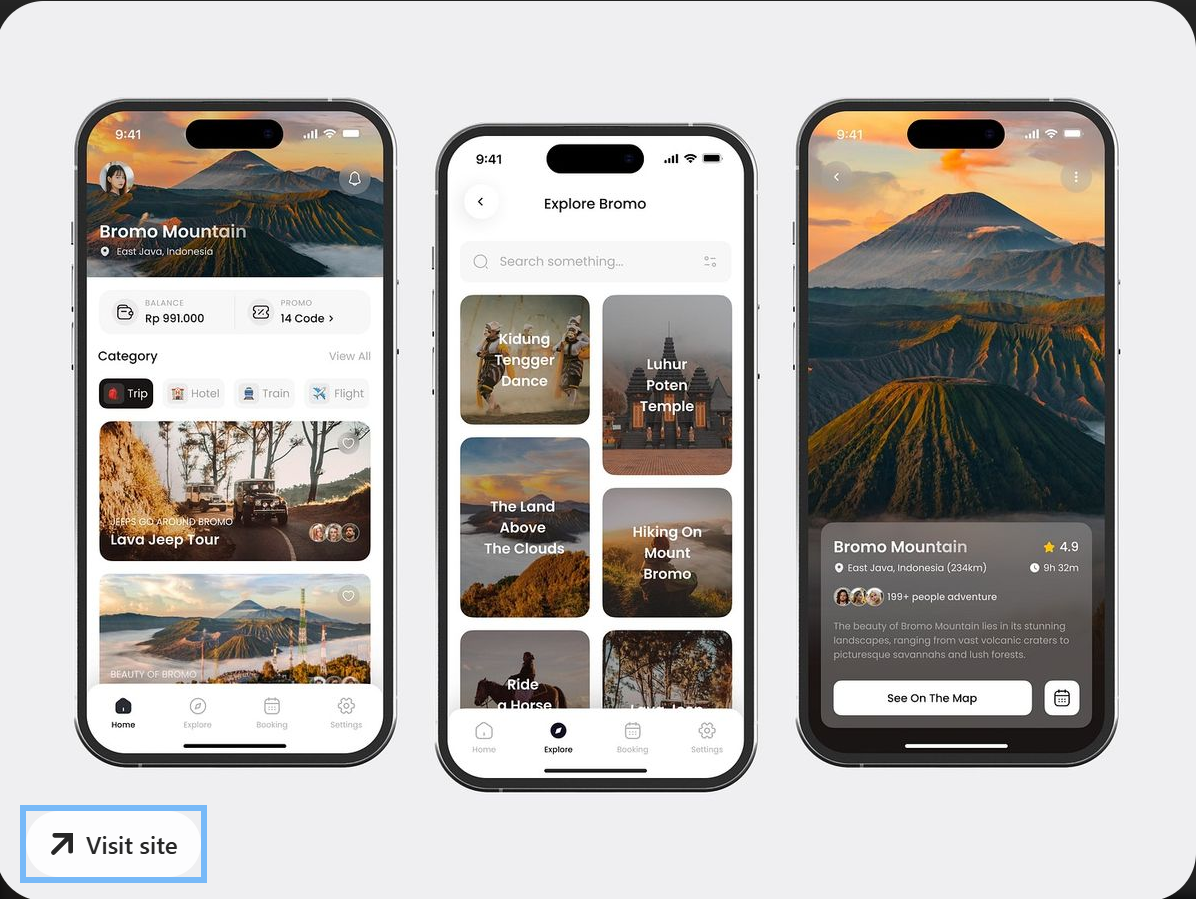 9:41
Bromo Mountain
East Java, Indonesia
BALANCE
Rp 991.000
PROMO
14 Code >
Category
View All
Trip
Hotel
Train
Flight
JEEPS GO AROUND BROMO
Lava Jeep Tour
BEAUTY OF BROMO
Home
Explore
Booking
Settings
9:41
Explore Bromo
Search something...
Kidung
Tengger
Dance
Luhur
Poten
Temple
The Land
Above
The Clouds
Hiking On
Mount
Bromo
Ride
a Horse
Home
Explore
Booking
Settings
9:41
Bromo Mountain
4.9
East Java, Indonesia (234km)
9h 32m
199+ people adventure
The beauty of Bromo Mountain lies in its stunning
landscapes, ranging from vast volcanic craters to
picturesque savannahs and lush forests.
See On The Map
Visit site